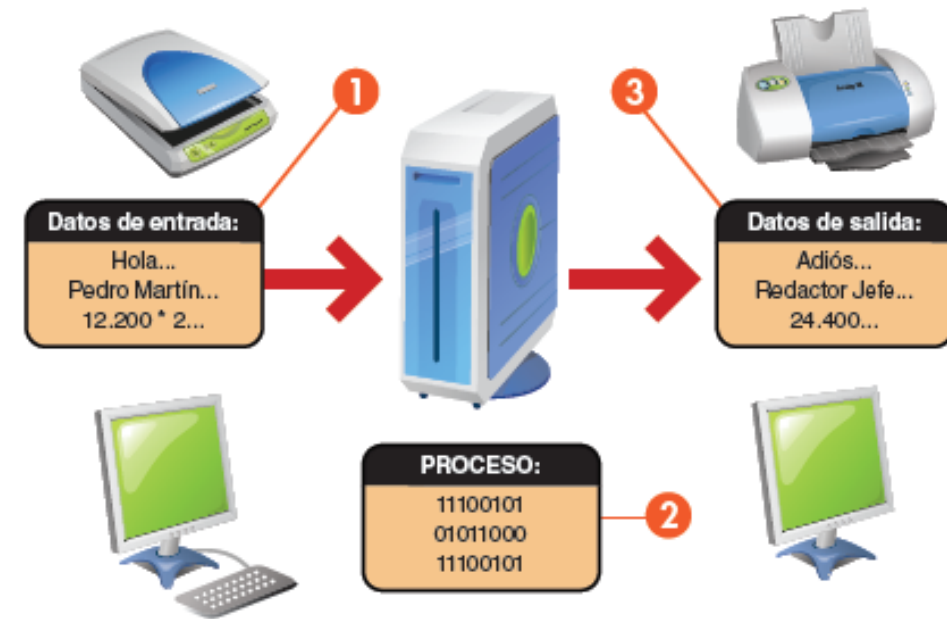 1
3
Datos de entrada:
Hola...
Pedro Martín...
12.200 * 2...
Datos de salida:
Adiós...
Redactor Jefe...
24.400...
PROCESO:
11100101
01011000
11100101
2